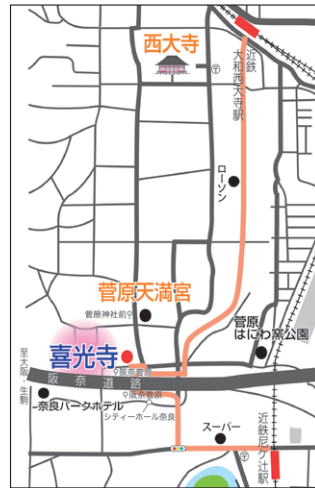 西大寺
近鉄
大和西大寺駅
ローソン
菅原天満宮
菅原神社前
菅原
はにわ窯公園
喜光寺
阪奈菅原
至大阪・生駒
阪奈道路
阪奈菅原
奈良パークホテル
シティーホール奈良
スーパー
近鉄尼ケ辻駅